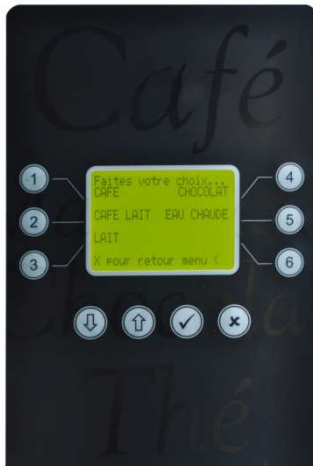 Café
1
4
Faites votre choix...
CAFE CHOCOLAT
2
5
CAFE LAIT EAU CHAUDE
LAIT
3
6
X pour retour menu <
Chocolat
Thé